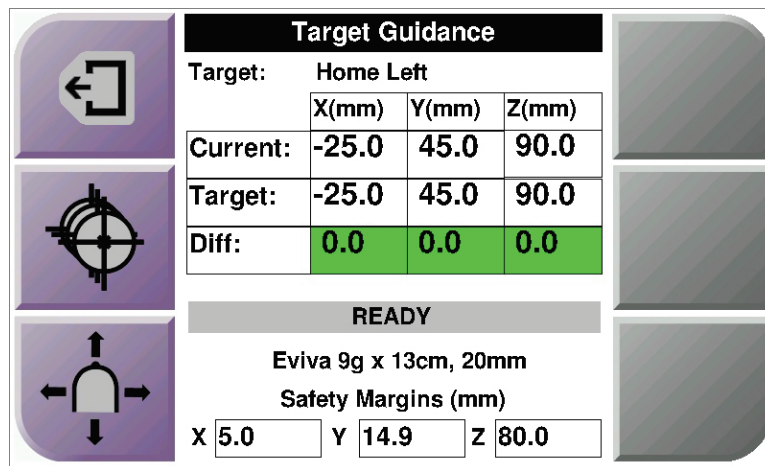 Target Guidance
Target: Home Left
X(mm) Y(mm) Z(mm)
Current: -25.0 45.0 90.0
Target: -25.0 45.0 90.0
Diff: 0.0 0.0 0.0
READY
Eviva 9g x 13cm, 20mm
Safety Margins (mm)
X 5.0 Y 14.9 Z 80.0